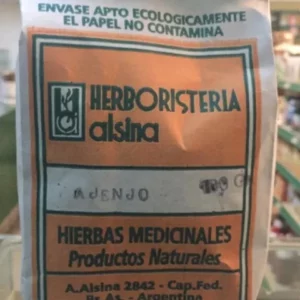 ENVASE APTO ECOLOGICAMENTE
EL PAPEL NO CONTAMINA
HERBORISTERIA
alsina
AJENJO 100 G
HIERBAS MEDICINALES
Productos Naturales
A. Alsina 2842 - Cap. Fed.
Bs. As. - Argentina